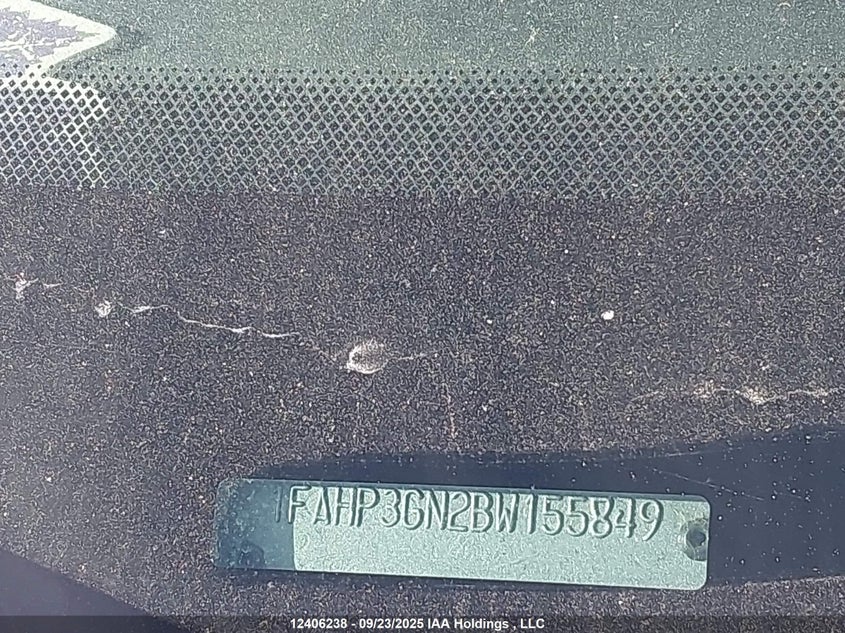 1FAHP3GN2BW155849
12406238 - 09/23/2025 IAA Holdings , LLC